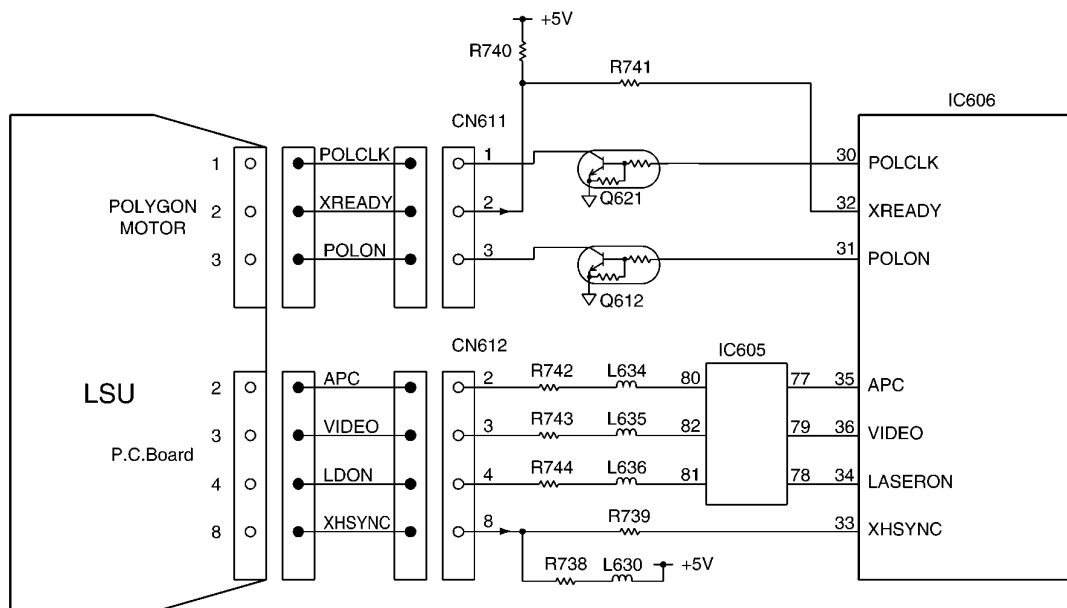 +5V
R740
R741
IC606
CN611
1 POLCLK 1 30 POLCLK
Q621
POLYGON
MOTOR
2 XREADY 2 32 XREADY
3 POLON 3 31 POLON
Q612
CN612
IC605
LSU
P.C.Board
2 APC 2 R742 L634 80 77 35 APC
3 VIDEO 3 R743 L635 82 79 36 VIDEO
4 LDON 4 R744 L636 81 78 34 LASERON
8 XHSYNC 8 R739 33 XHSYNC
R738 L630 +5V